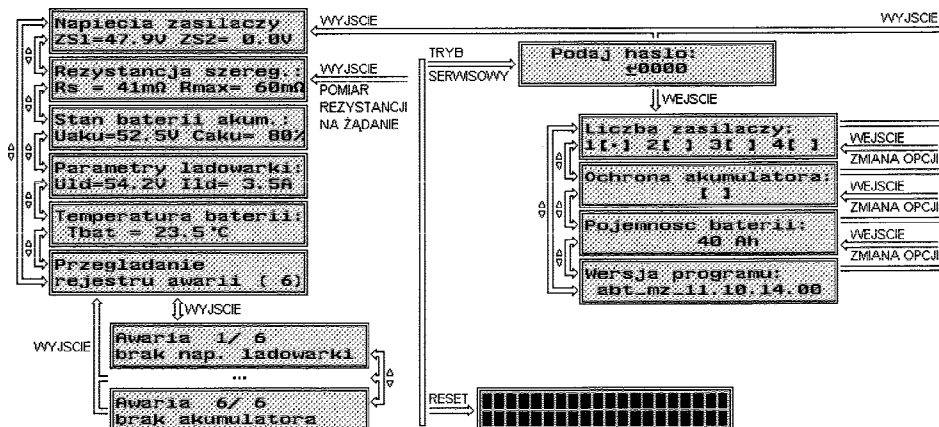 Napiecia zasilaczy
ZS1=47.9V ZS2= 0.0V
WYJSCIE
WYJSCIE
Rezystancja szereg.:
Rs = 41mΩ Rmax= 60mΩ
WYJSCIE
POMIAR
REZYSTANCJI
NA ŻĄDANIE
TRYB
SERWISOWY
Podaj haslo:
±0000
WEJSCIE
Stan baterii akum.:
Uaku=52.5V Caku= 80%
Parametry ladowarki:
Uld=54.2V Ild= 3.5A
Temperatura baterii:
Tbat = 23.5°C
Przegladanie
rejestru awarii ( 6)
Liczba zasilaczy:
1[•] 2[ ] 3[ ] 4[ ]
WEJSCIE
ZMIANA OPCJI
Ochrona akumulatora:
[ ]
WEJSCIE
ZMIANA OPCJI
Pojemnosc baterii:
40 Ah
WEJSCIE
ZMIANA OPCJI
Wersja programu:
abt_mz_11.10.14.00
WYJSCIE
WYJSCIE
Awaria 1/ 6
brak nap. ladowarki
...
Awaria 6/ 6
brak akumulatora
RESET